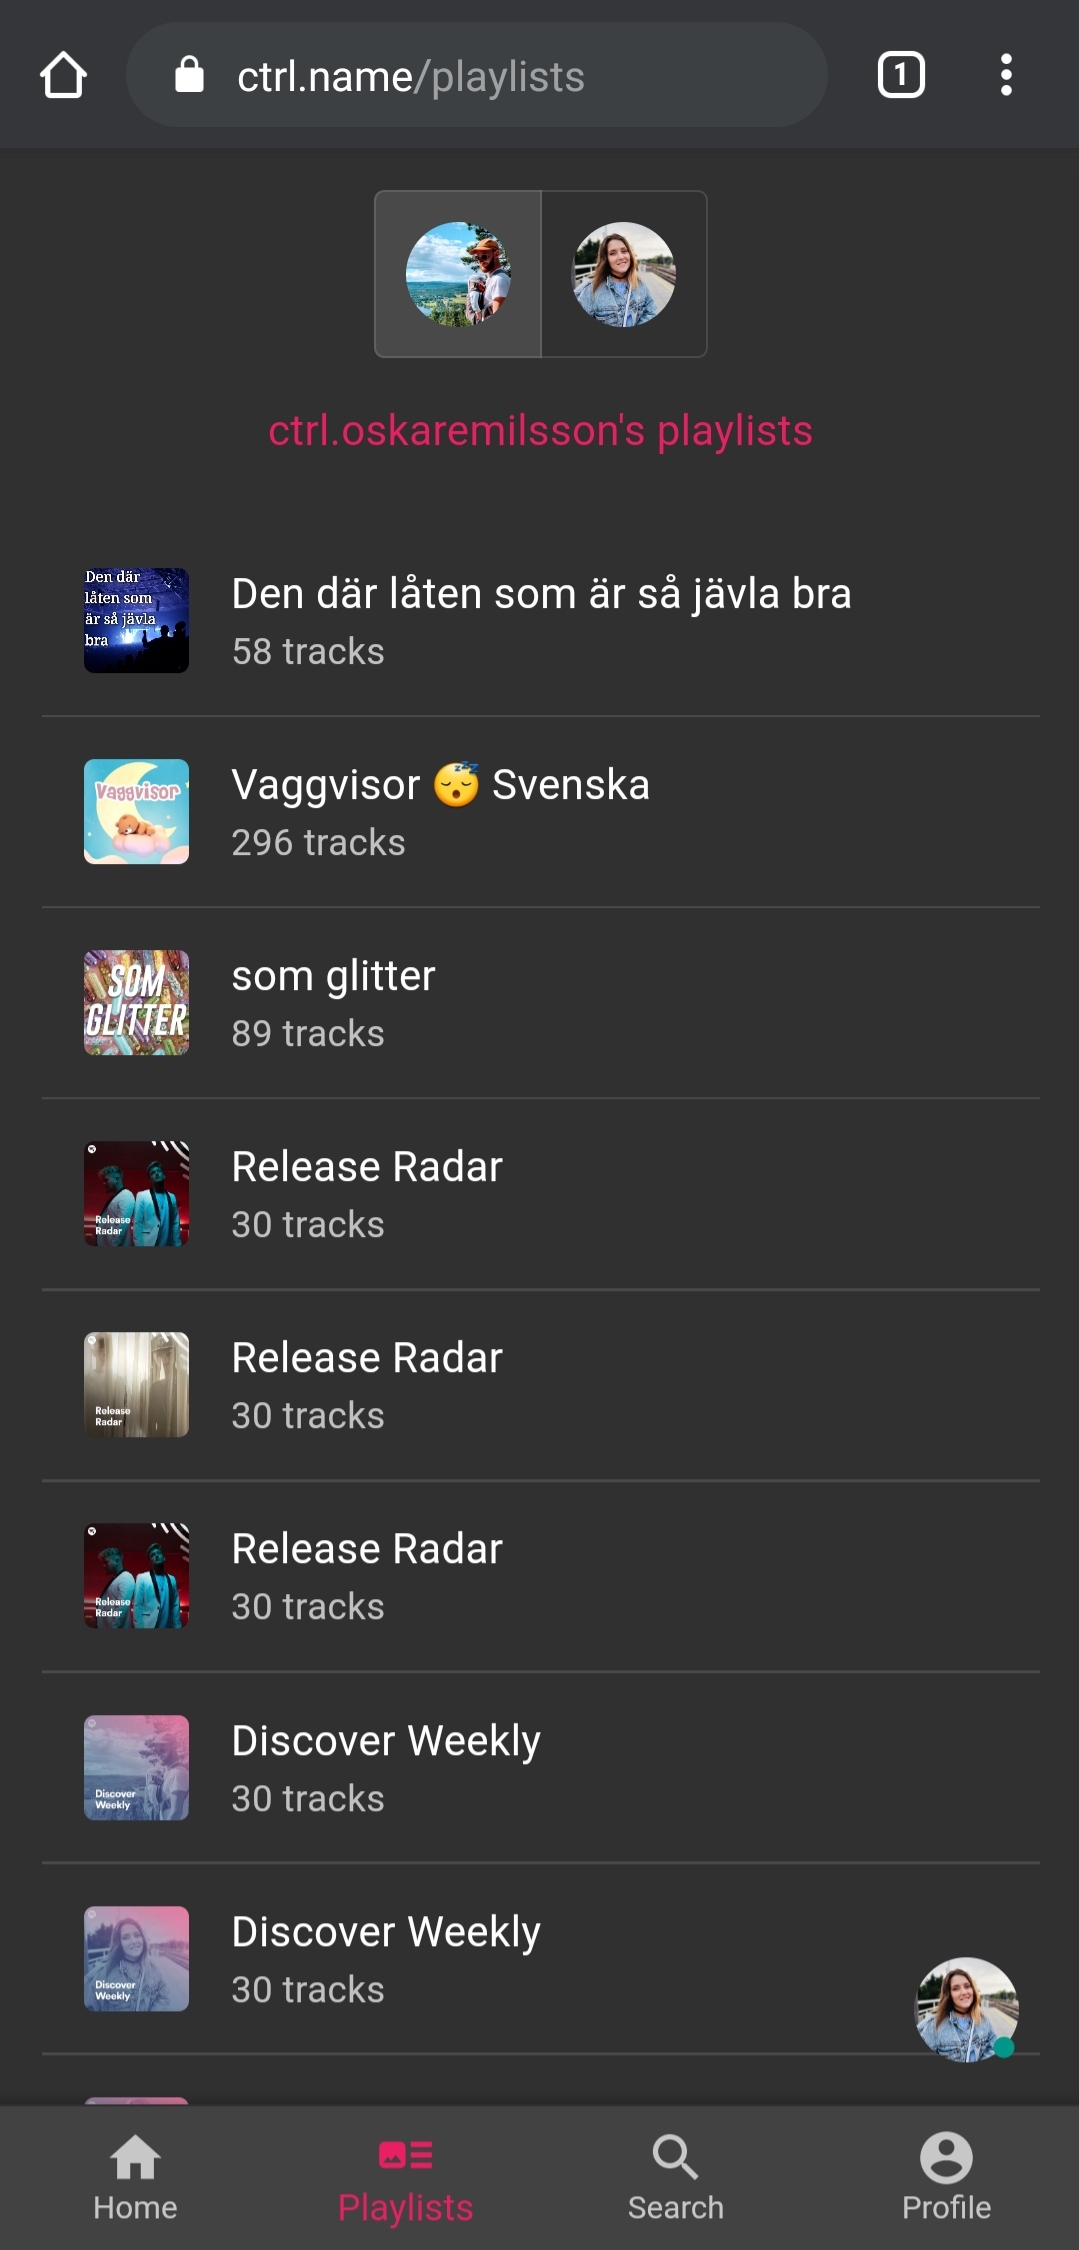 ctrl.name/playlists
1
ctrl.oskaremilsson's playlists
Den där
låten som
är så jävla
bra
Den där låten som är så jävla bra
58 tracks
Vaggvisor
Vaggvisor 😴 Svenska
296 tracks
SOM
GLITTER
som glitter
89 tracks
Release
Radar
Release Radar
30 tracks
Release
Radar
Release Radar
30 tracks
Release
Radar
Release Radar
30 tracks
Discover
Weekly
Discover Weekly
30 tracks
Discover
Weekly
Discover Weekly
30 tracks
Home
Playlists
Search
Profile